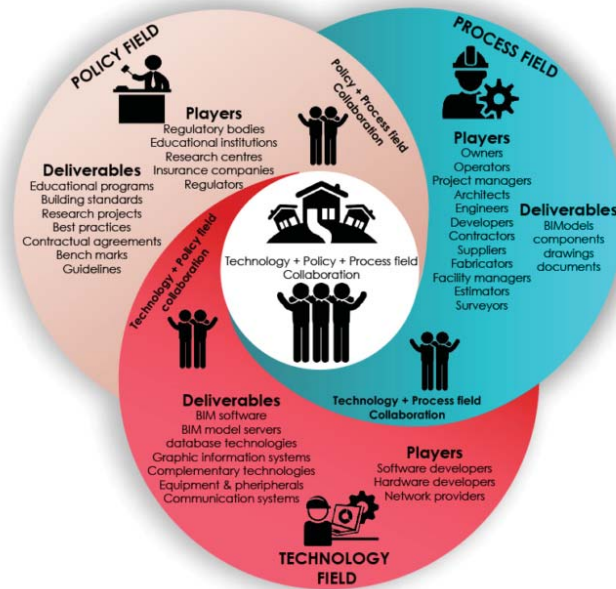 POLICY FIELD
Players
Regulatory bodies
Educational institutions
Research centres
Insurance companies
Regulators
Deliverables
Educational programs
Building standards
Research projects
Best practices
Contractual agreements
Bench marks
Guidelines
Policy + Process field
Collaboration
PROCESS FIELD
Players
Owners
Operators
Project managers
Architects
Engineers
Developers
Contractors
Suppliers
Fabricators
Facility managers
Estimators
Surveyors
Deliverables
BIModels
components
drawings
documents
Technology + Policy + Process field
Collaboration
Technology + Policy field
collaboration
Technology + Process field
Collaboration
Deliverables
BIM software
BIM model servers
database technologies
Graphic information systems
Complementary technologies
Equipment & pheripherals
Communication systems
Players
Software developers
Hardware developers
Network providers
TECHNOLOGY
FIELD